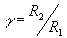 γ = R₂/R₁